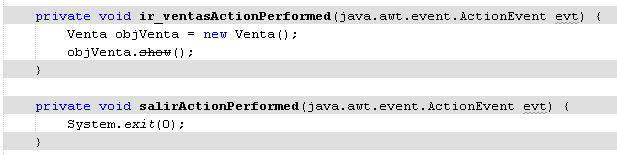 private void ir_ventasActionPerformed(java.awt.event.ActionEvent evt) {
Venta objVenta = new Venta();
objVenta.show();
}
private void salirActionPerformed(java.awt.event.ActionEvent evt) {
System.exit(0);
}